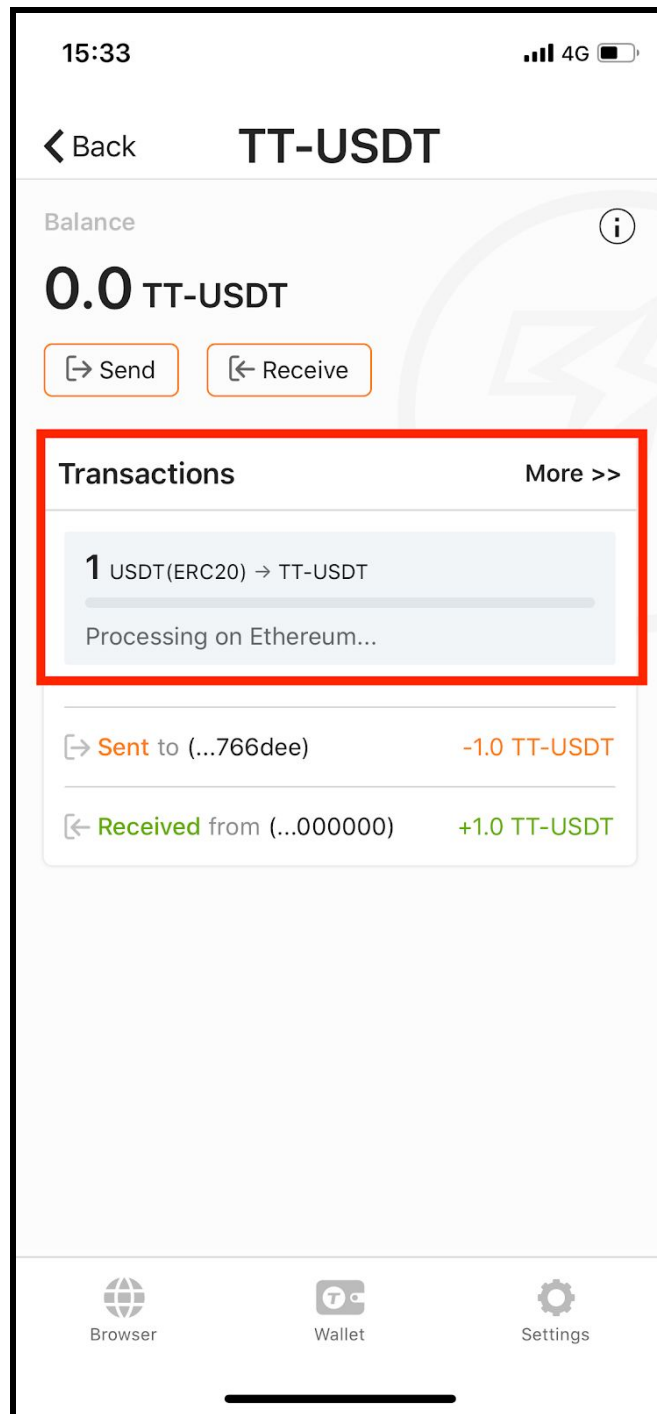 15:33 4G
Back TT-USDT
Balance
0.0 TT-USDT
Send Receive
Transactions More >>
1 USDT(ERC20) → TT-USDT
Processing on Ethereum...
Sent to (...766dee) -1.0 TT-USDT
Received from (...000000) +1.0 TT-USDT
Browser Wallet Settings